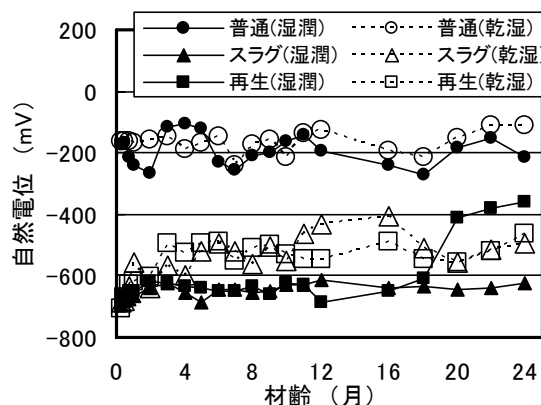 200
0
−200
−400
−600
−800
自然電位 (mV)
普通(湿潤)
普通(乾湿)
スラグ(湿潤)
スラグ(乾湿)
再生(湿潤)
再生(乾湿)
0 4 8 12 16 20 24
材齢 (月)